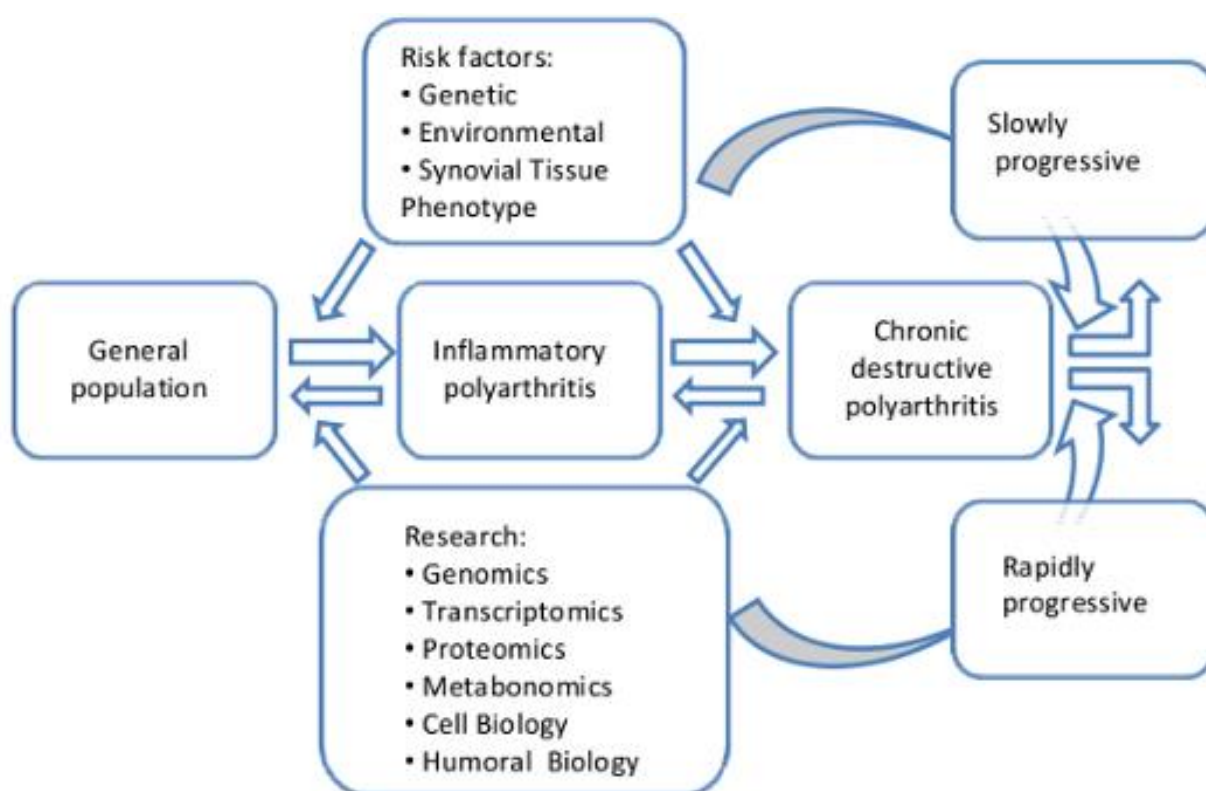 Risk factors:
• Genetic
• Environmental
• Synovial Tissue
Phenotype
Slowly
progressive
General
population
Inflammatory
polyarthritis
Chronic
destructive
polyarthritis
Research:
• Genomics
• Transcriptomics
• Proteomics
• Metabonomics
• Cell Biology
• Humoral Biology
Rapidly
progressive